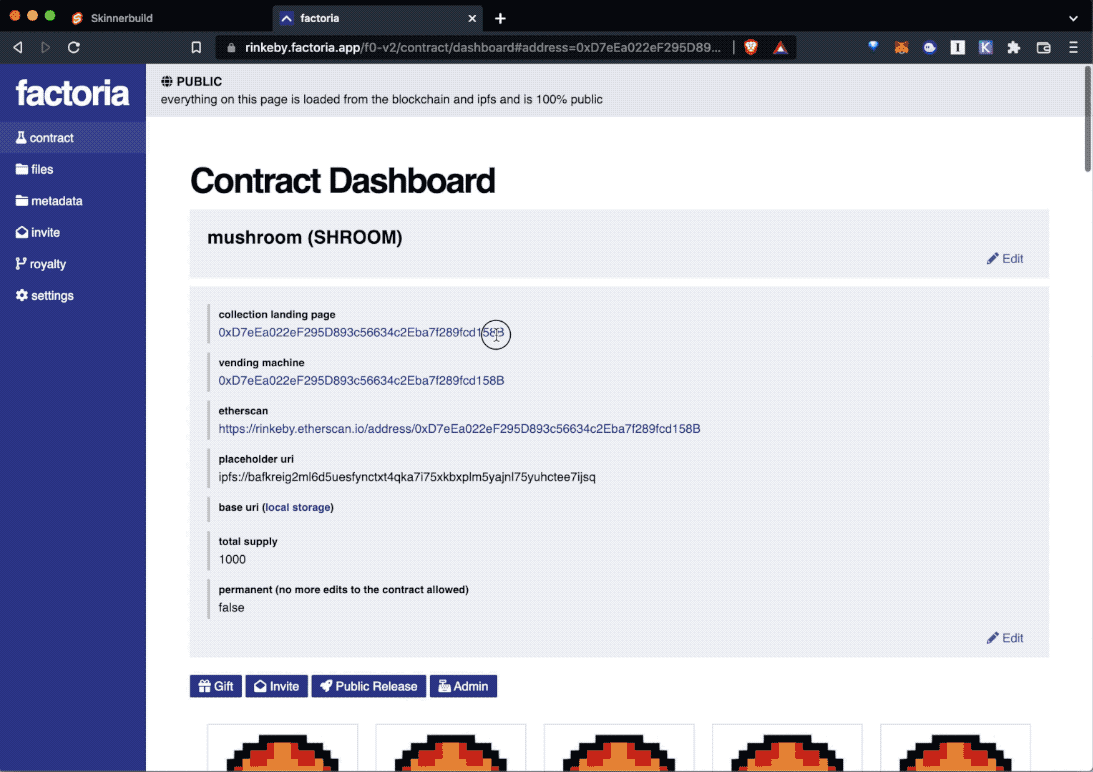 Skinnerbuild
factoria
rinkeby.factoria.app/f0-v2/contract/dashboard#address=0xD7eEa022eF295D89...
factoria
contract
files
metadata
invite
royalty
settings
PUBLIC
everything on this page is loaded from the blockchain and ipfs and is 100% public
Contract Dashboard
mushroom (SHROOM)
Edit
collection landing page
0xD7eEa022eF295D893c56634c2Eba7f289fcd158B
vending machine
0xD7eEa022eF295D893c56634c2Eba7f289fcd158B
etherscan
https://rinkeby.etherscan.io/address/0xD7eEa022eF295D893c56634c2Eba7f289fcd158B
placeholder uri
ipfs://bafkreig2ml6d5uesfynctxt4qka7i75xkbxplm5yajnl75yuhctee7ijsq
base uri (local storage)
total supply
1000
permanent (no more edits to the contract allowed)
false
Edit
Gift Invite Public Release Admin